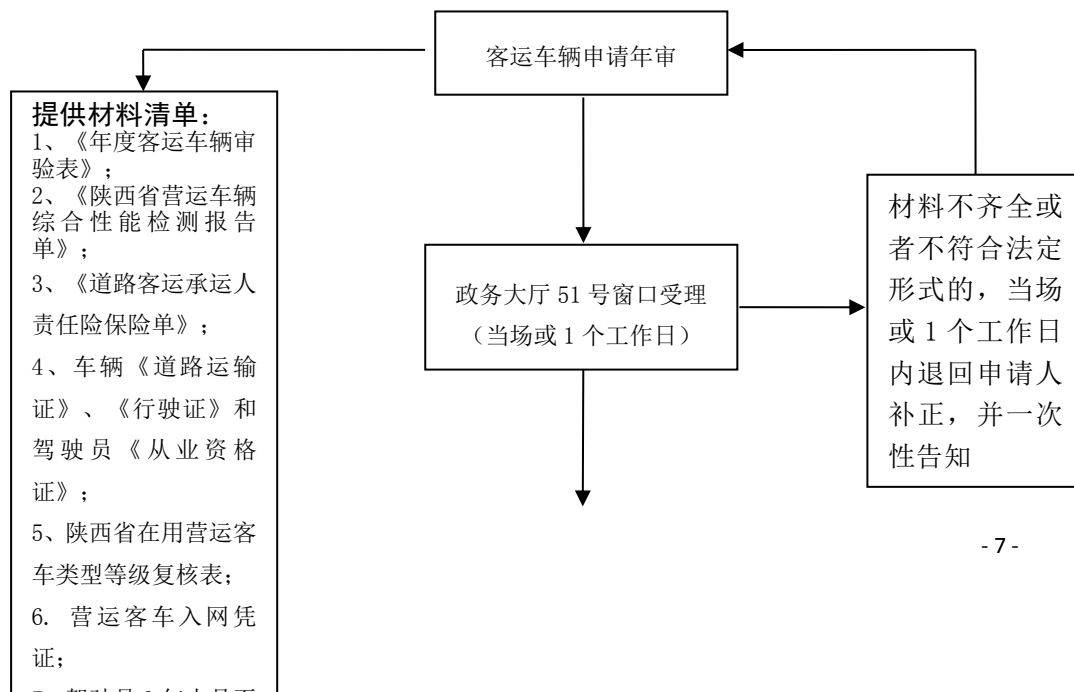 客运车辆申请年审
提供材料清单：
1、《年度客运车辆审
验表》；
2、《陕西省营运车辆
综合性能检测报告
单》；
3、《道路客运承运人
责任险保险单》；
4、车辆《道路运输
证》、《行驶证》和
驾驶员《从业资格
证》；
5、陕西省在用营运客
车类型等级复核表；
6. 营运客车入网凭
证；
政务大厅 51 号窗口受理
（当场或 1 个工作日）
材料不齐全或
者不符合法定
形式的，当场
或 1 个工作日
内退回申请人
补正，并一次
性告知
- 7 -